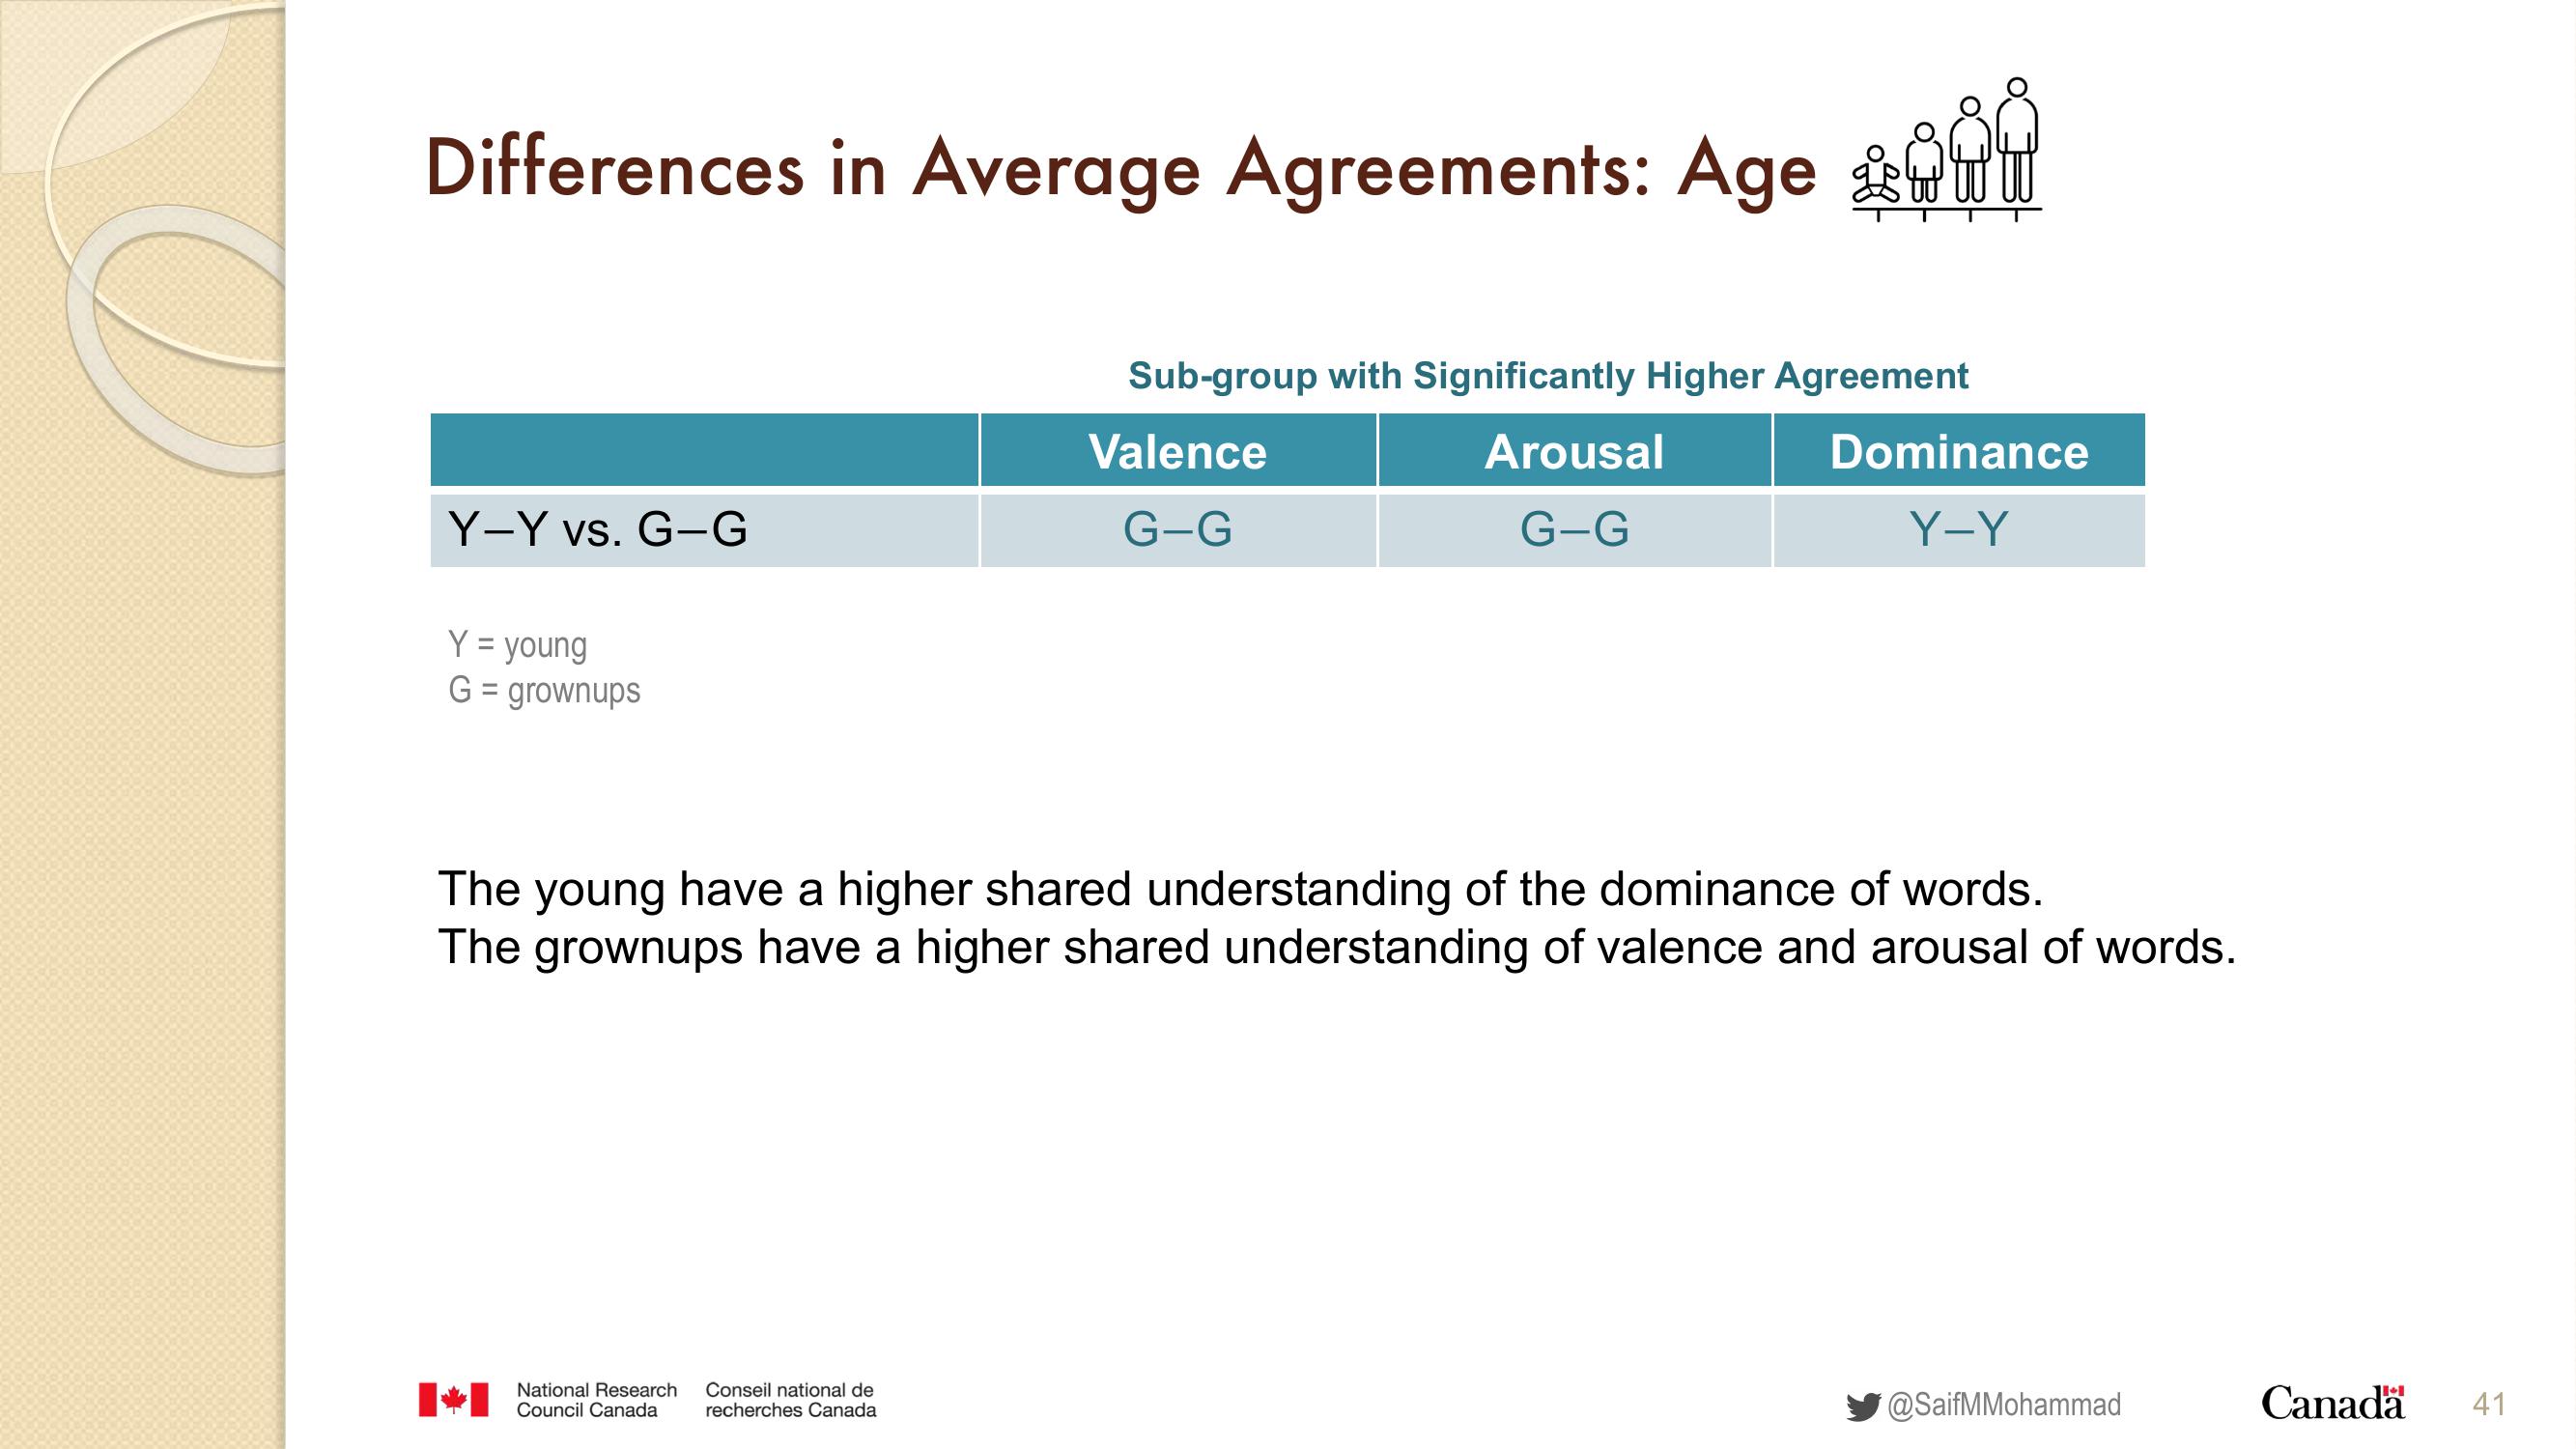 Differences in Average Agreements: Age
Sub-group with Significantly Higher Agreement
Valence Arousal Dominance
Y–Y vs. G–G G–G G–G Y–Y
Y = young
G = grownups
The young have a higher shared understanding of the dominance of words.
The grownups have a higher shared understanding of valence and arousal of words.
National Research Council Canada
Conseil national de recherches Canada
@SaifMMohammad
Canada
41